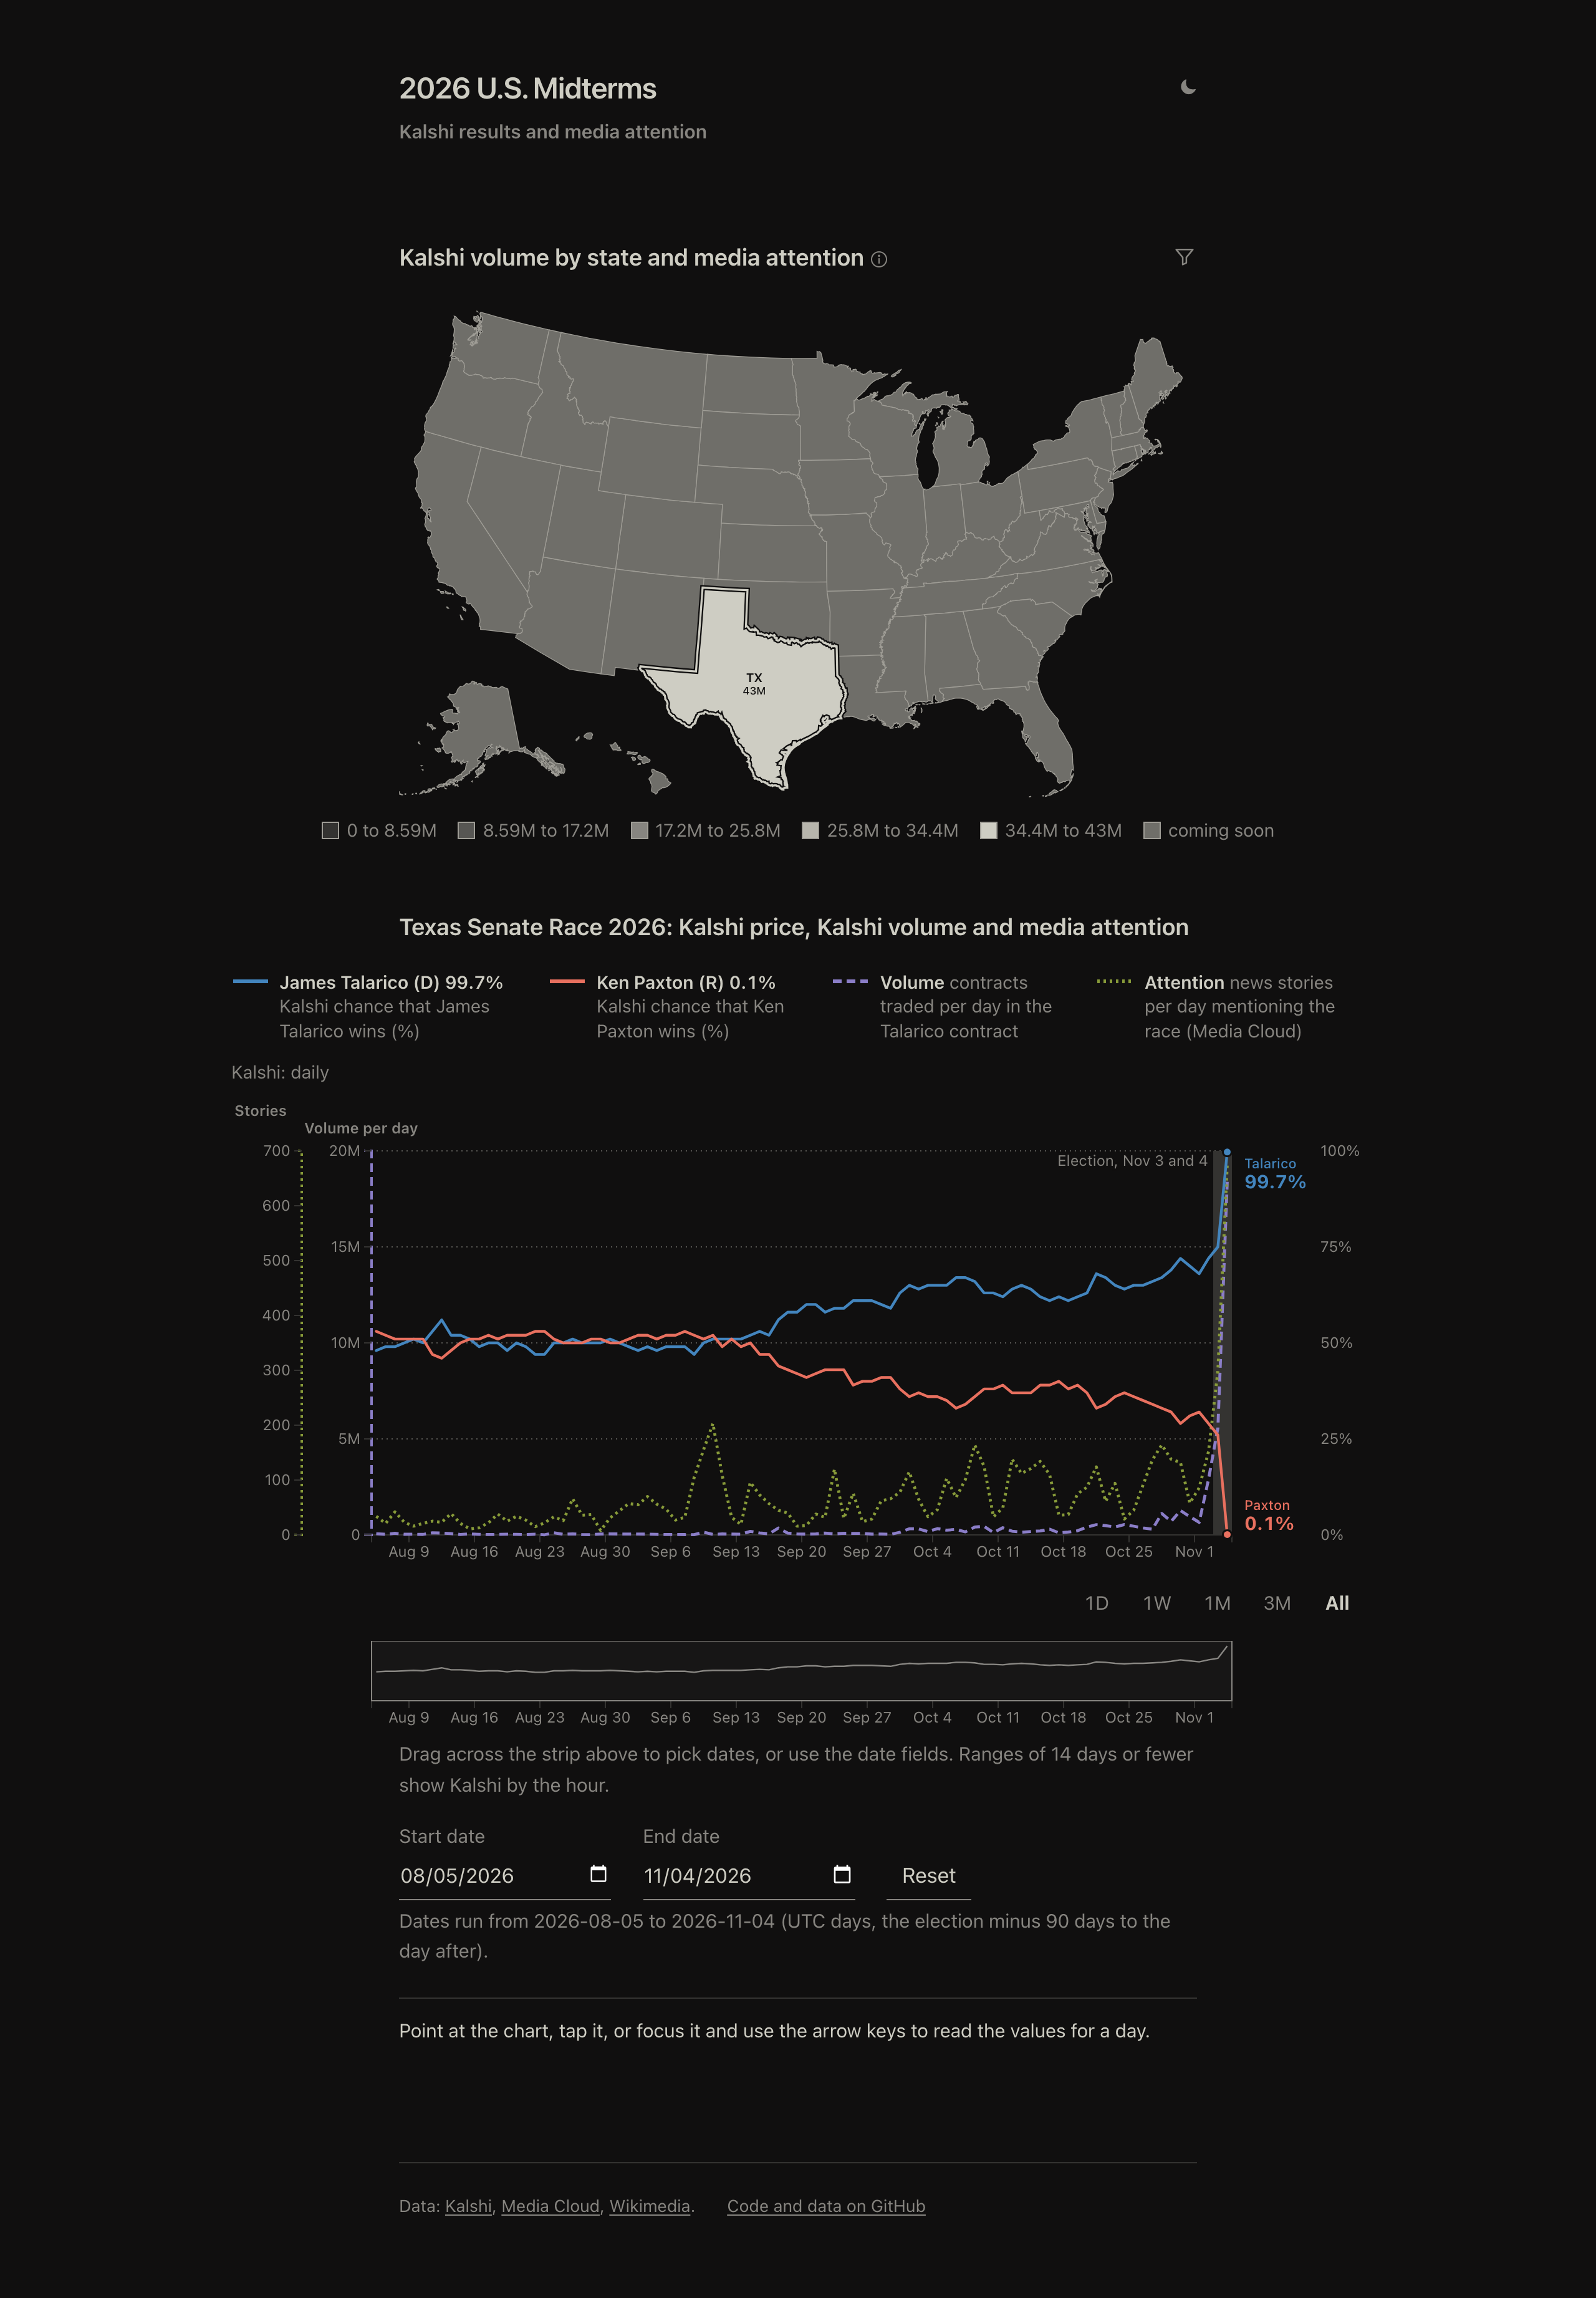 2026 U.S. Midterms
Kalshi results and media attention
Kalshi volume by state and media attention
TX
43M
0 to 8.59M
8.59M to 17.2M
17.2M to 25.8M
25.8M to 34.4M
34.4M to 43M
coming soon
Texas Senate Race 2026: Kalshi price, Kalshi volume and media attention
James Talarico (D) 99.7%
Kalshi chance that James
Talarico wins (%)
Ken Paxton (R) 0.1%
Kalshi chance that Ken
Paxton wins (%)
Volume contracts
traded per day in the
Talarico contract
Attention news stories
per day mentioning the
race (Media Cloud)
Kalshi: daily
Stories
Volume per day
700
600
500
400
300
200
100
0
20M
15M
10M
5M
0
Election, Nov 3 and 4
Talarico
99.7%
Paxton
0.1%
100%
75%
50%
25%
0%
Aug 9
Aug 16
Aug 23
Aug 30
Sep 6
Sep 13
Sep 20
Sep 27
Oct 4
Oct 11
Oct 18
Oct 25
Nov 1
1D
1W
1M
3M
All
Aug 9
Aug 16
Aug 23
Aug 30
Sep 6
Sep 13
Sep 20
Sep 27
Oct 4
Oct 11
Oct 18
Oct 25
Nov 1
Drag across the strip above to pick dates, or use the date fields. Ranges of 14 days or fewer
show Kalshi by the hour.
Start date
08/05/2026
End date
11/04/2026
Reset
Dates run from 2026-08-05 to 2026-11-04 (UTC days, the election minus 90 days to the
day after).
Point at the chart, tap it, or focus it and use the arrow keys to read the values for a day.
Data: Kalshi, Media Cloud, Wikimedia.
Code and data on GitHub